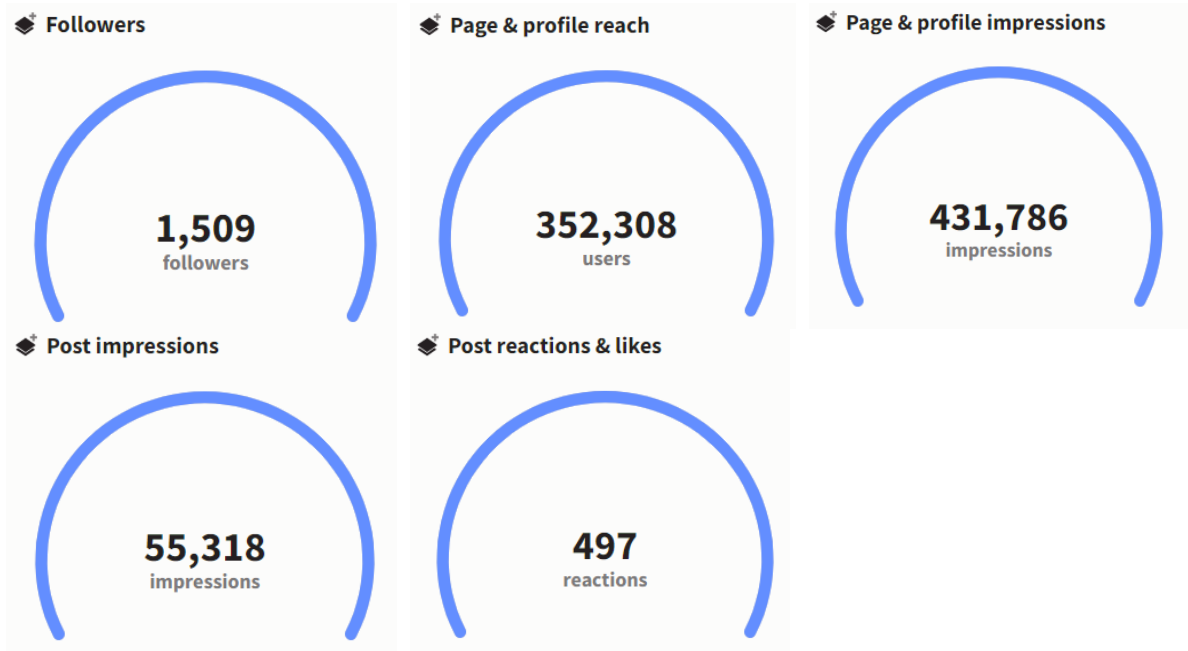 Followers
1,509
followers
Page & profile reach
352,308
users
Page & profile impressions
431,786
impressions
Post impressions
55,318
impressions
Post reactions & likes
497
reactions